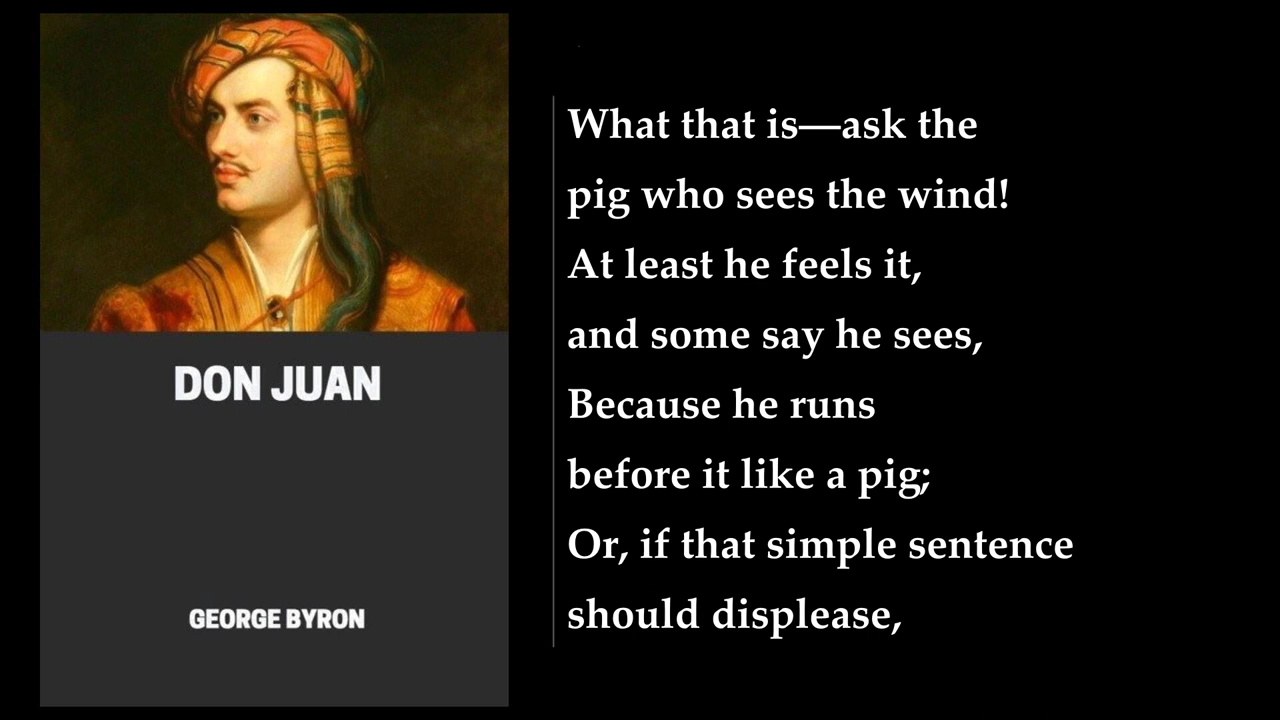 DON JUAN
GEORGE BYRON
What that is—ask the
pig who sees the wind!
At least he feels it,
and some say he sees,
Because he runs
before it like a pig;
Or, if that simple sentence
should displease,